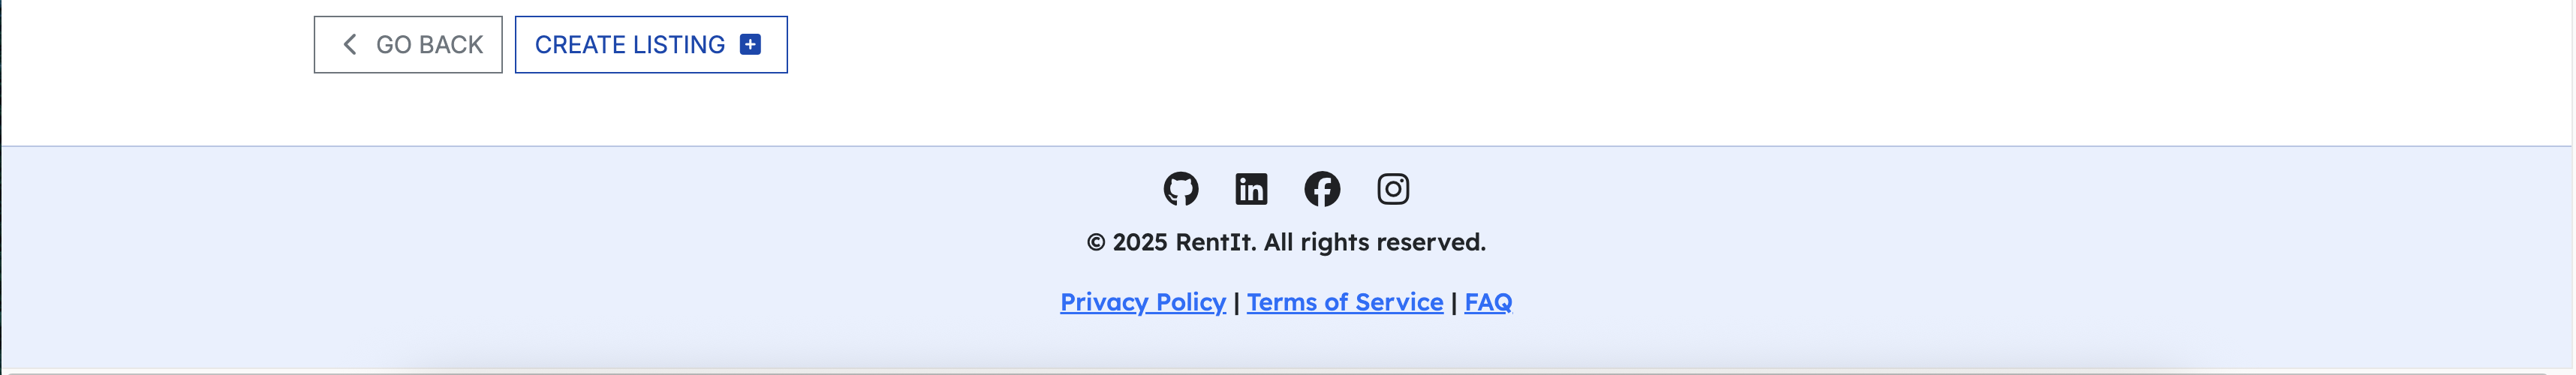 GO BACK CREATE LISTING
© 2025 RentIt. All rights reserved.
Privacy Policy | Terms of Service | FAQ